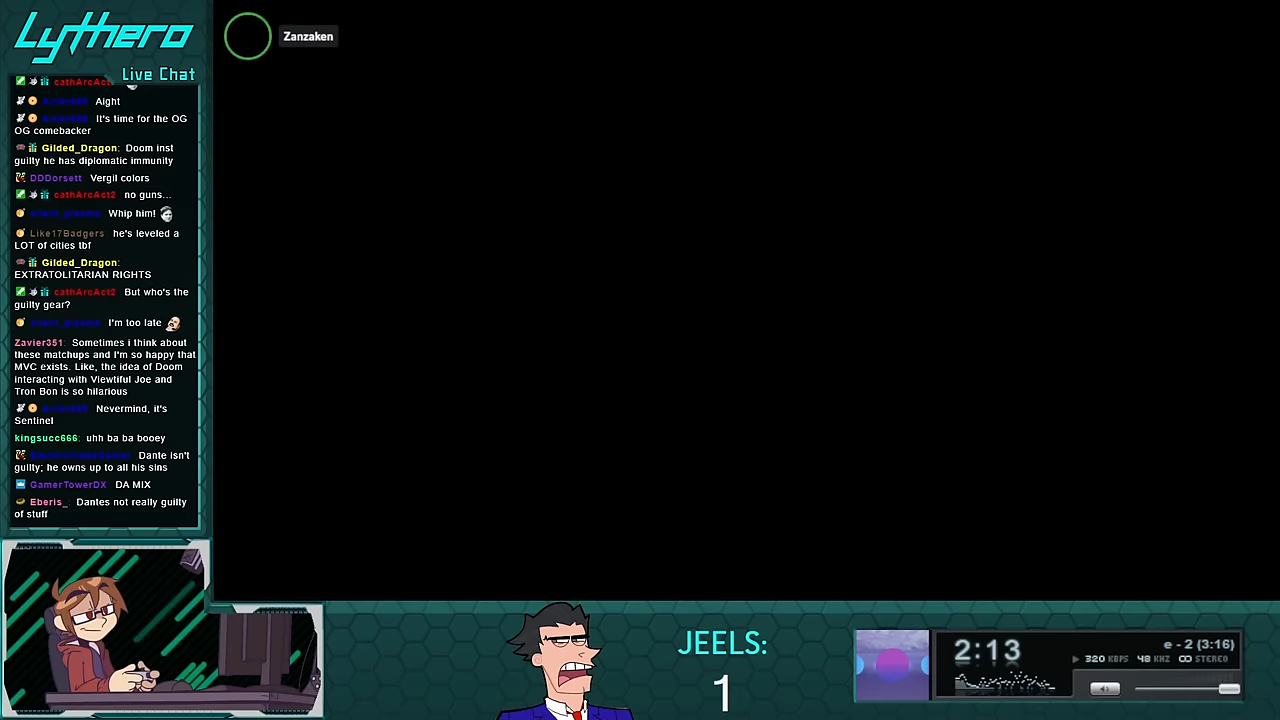 Lythero
Live Chat
Zanzaken
cathArcAct
Aight
It's time for the OG
OG comebacker
Gilded_Dragon: Doom inst
guilty he has diplomatic immunity
DDDorsett Vergil colors
cathArcAct2 no guns...
Whip him!
Like17Badgers he's leveled a
LOT of cities tbf
Gilded_Dragon:
EXTRATOLITARIAN RIGHTS
cathArcAct2 But who's the
guilty gear?
I'm too late
Zavier351: Sometimes i think about
these matchups and I'm so happy that
MVC exists. Like, the idea of Doom
interacting with Viewtiful Joe and
Tron Bon is so hilarious
Nevermind, it's
Sentinel
kingsucc666: uhh ba ba booey
Dante isn't
guilty; he owns up to all his sins
GamerTowerDX DA MIX
Eberis_ Dantes not really guilty
of stuff
JEELS:
1
2:13
e - 2 (3:16)
320 KBPS 48 KHZ STEREO